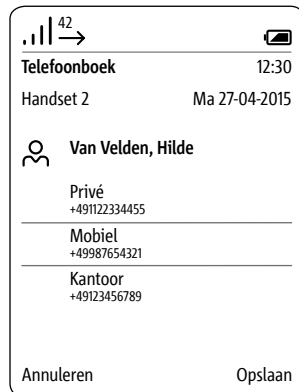 42
Telefoonboek 12:30
Handset 2 Ma 27-04-2015
Van Velden, Hilde
Privé
+491122334455
Mobiel
+49987654321
Kantoor
+49123456789
Annuleren Opslaan